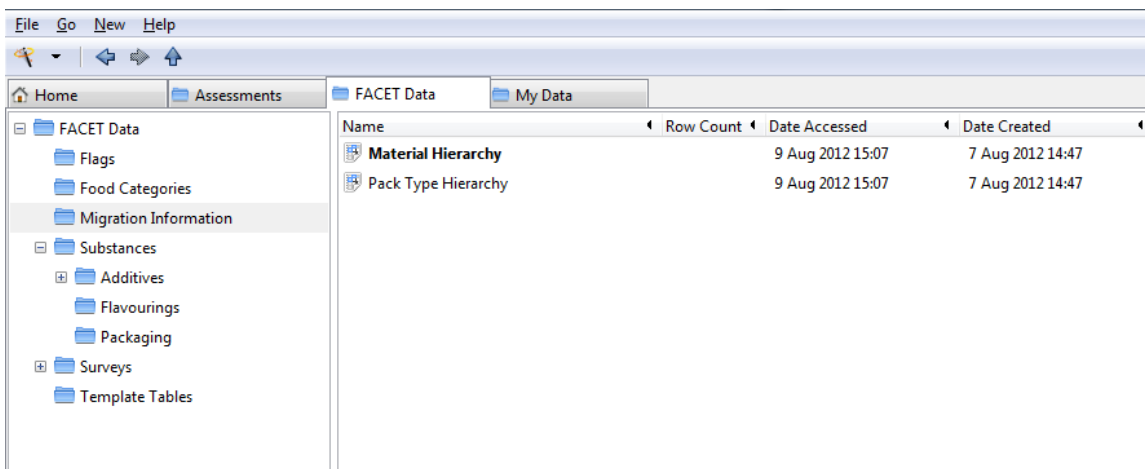 File Go New Help
Home Assessments FACET Data My Data
FACET Data
Flags
Food Categories
Migration Information
Substances
Additives
Flavourings
Packaging
Surveys
Template Tables
Name Row Count Date Accessed Date Created
Material Hierarchy 9 Aug 2012 15:07 7 Aug 2012 14:47
Pack Type Hierarchy 9 Aug 2012 15:07 7 Aug 2012 14:47